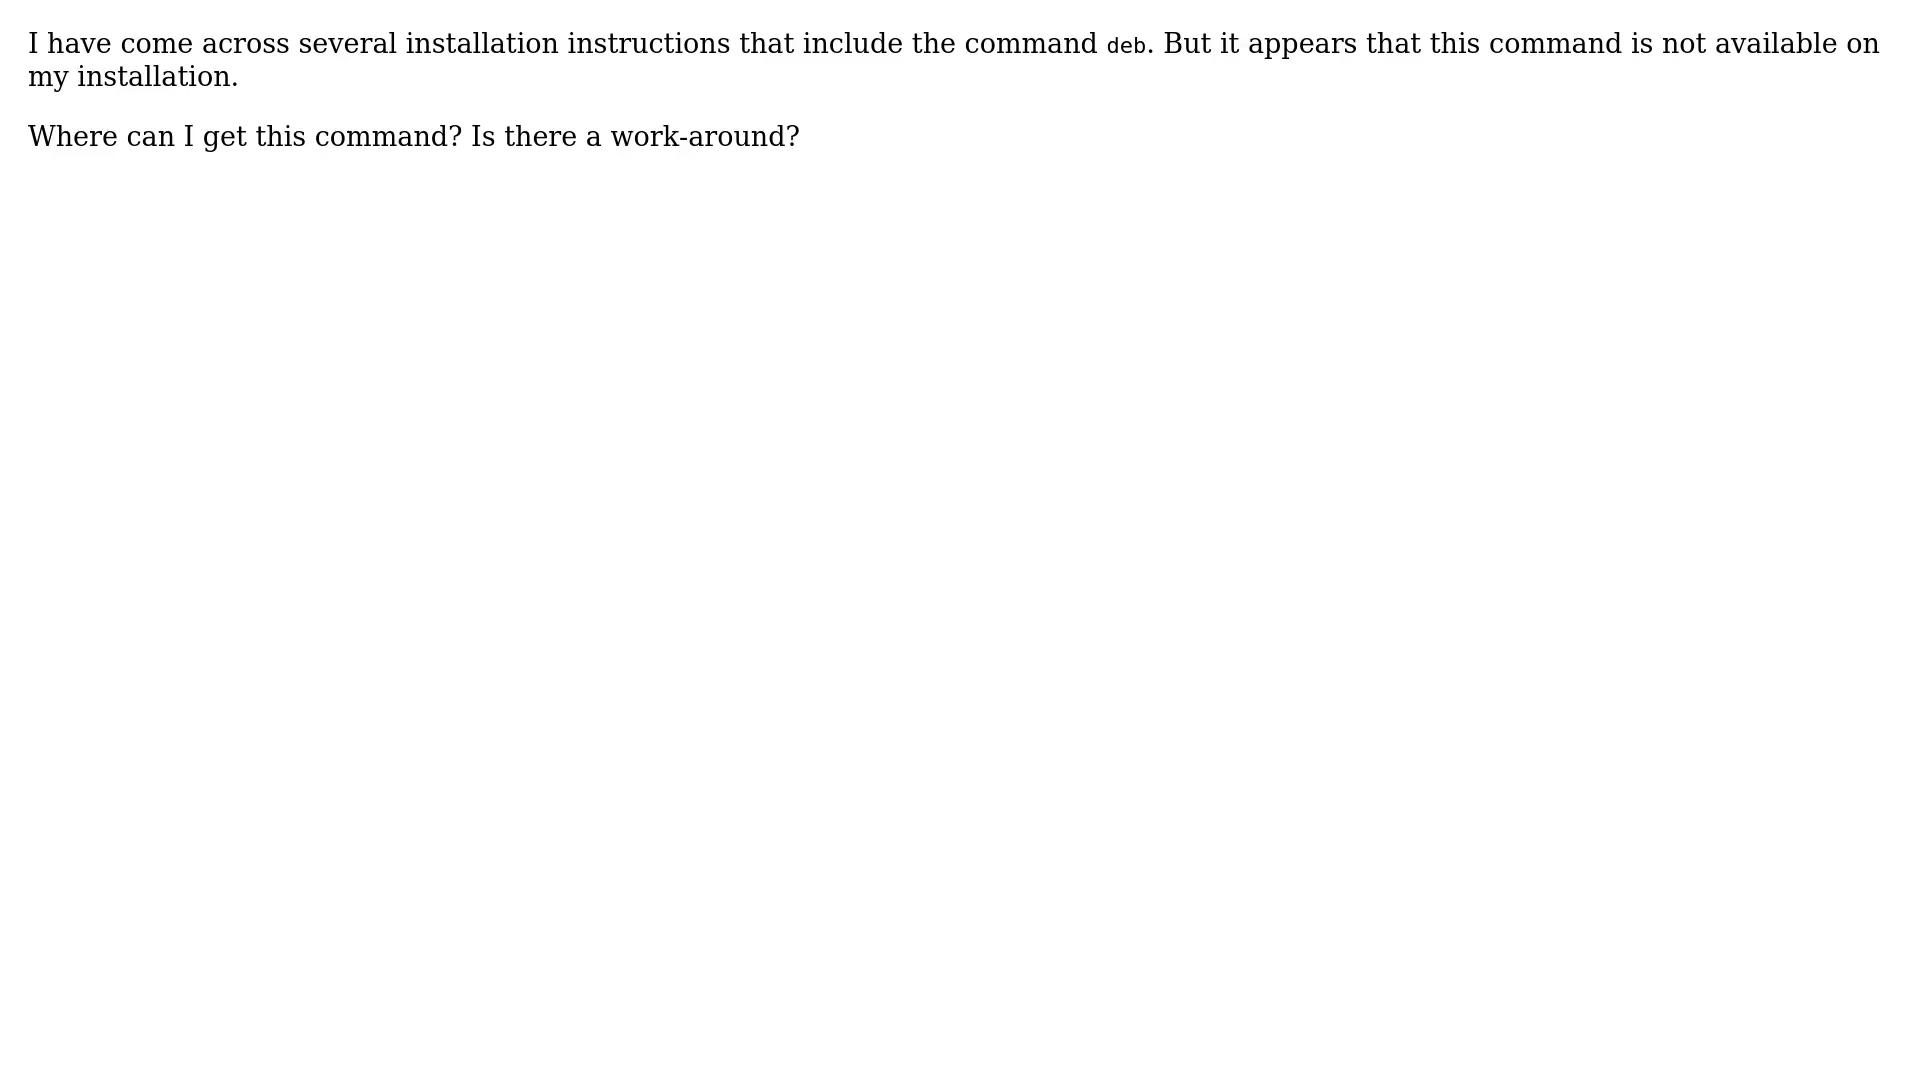 I have come across several installation instructions that include the command deb. But it appears that this command is not available on
my installation.
Where can I get this command? Is there a work-around?